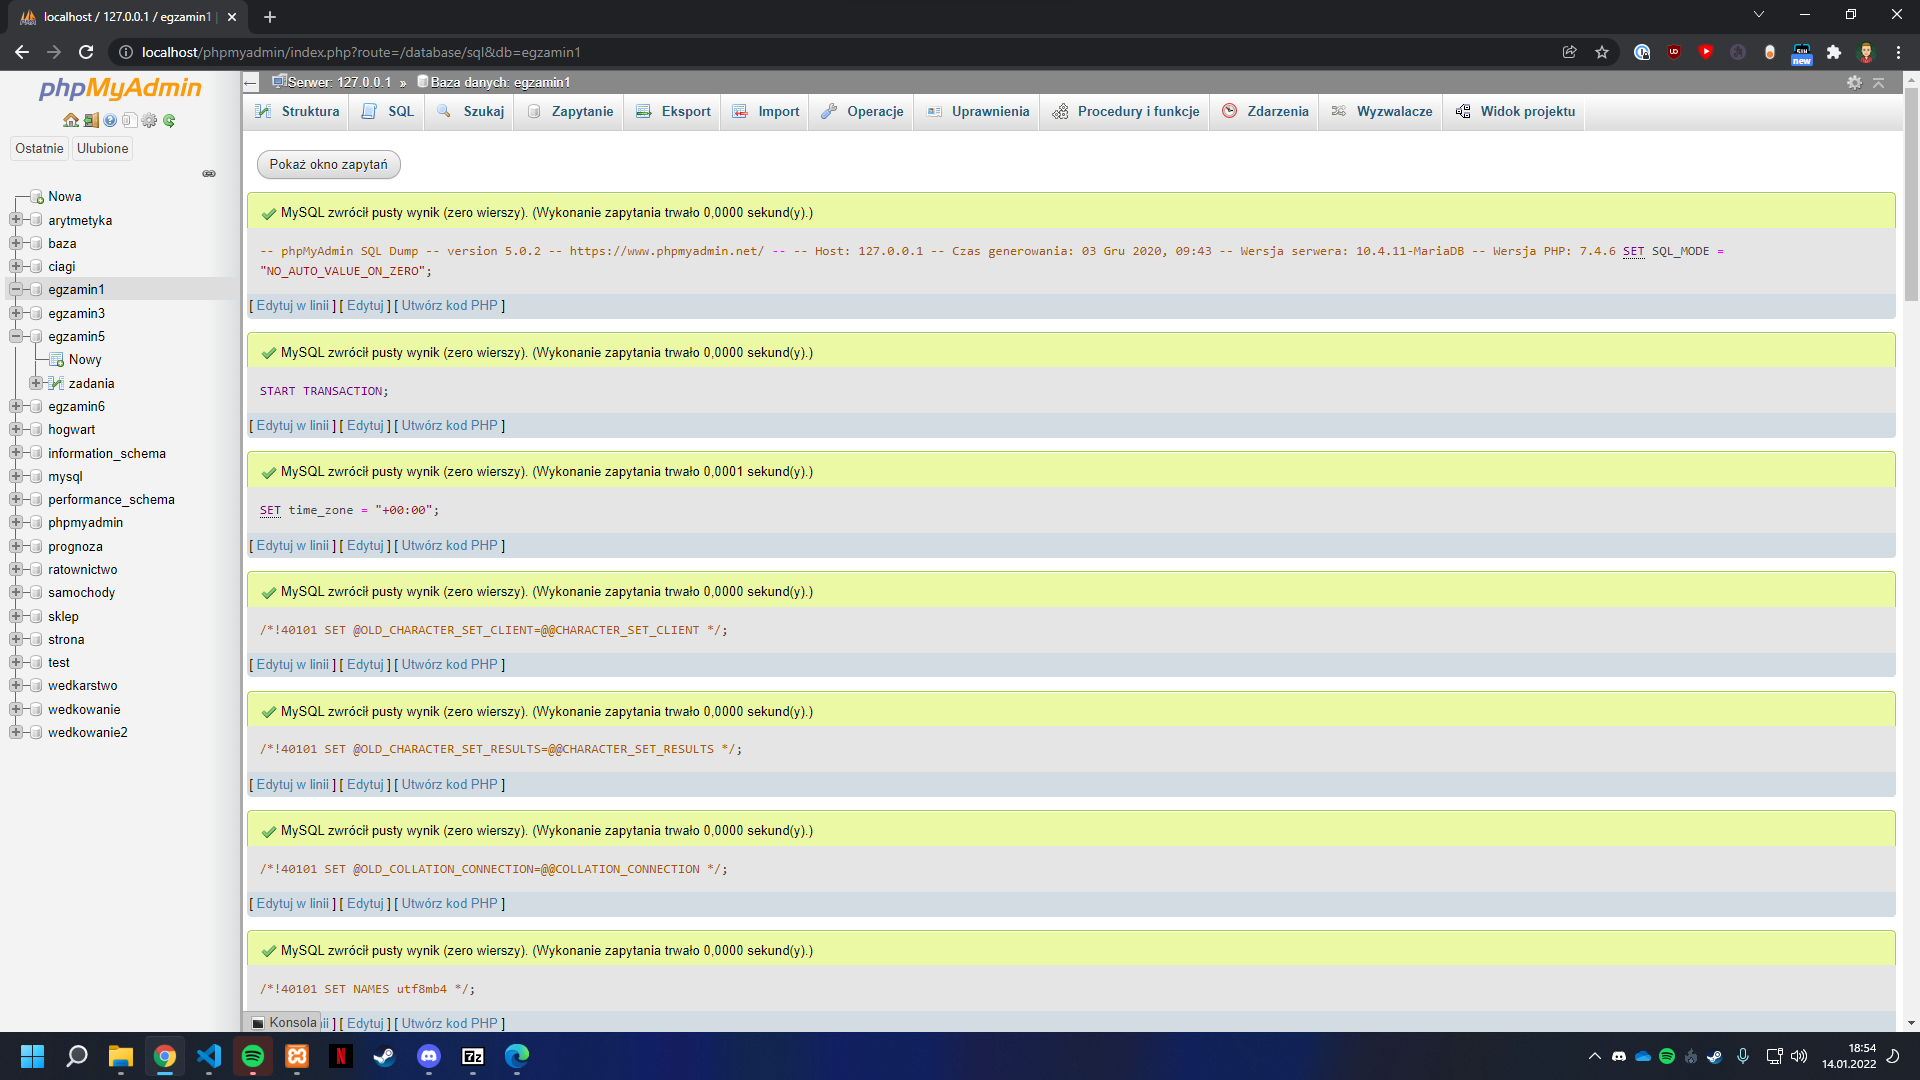 localhost / 127.0.0.1 / egzamin1 |
localhost/phpmyadmin/index.php?route=/database/sql&db=egzamin1
new
phpMyAdmin
Ostatnie Ulubione
Nowa
arytmetyka
baza
ciagi
egzamin1
egzamin3
egzamin5
Nowy
zadania
egzamin6
hogwart
information_schema
mysql
performance_schema
phpmyadmin
prognoza
ratownictwo
samochody
sklep
strona
test
wedkarstwo
wedkowanie
wedkowanie2
Serwer: 127.0.0.1 » Baza danych: egzamin1
Struktura SQL Szukaj Zapytanie Eksport Import Operacje Uprawnienia Procedury i funkcje Zdarzenia Wyzwalacze Widok projektu
Pokaż okno zapytań
MySQL zwrócił pusty wynik (zero wierszy). (Wykonanie zapytania trwało 0,0000 sekund(y).)
-- phpMyAdmin SQL Dump -- version 5.0.2 -- https://www.phpmyadmin.net/ -- -- Host: 127.0.0.1 -- Czas generowania: 03 Gru 2020, 09:43 -- Wersja serwera: 10.4.11-MariaDB -- Wersja PHP: 7.4.6 SET SQL_MODE =
"NO_AUTO_VALUE_ON_ZERO";
[ Edytuj w linii ] [ Edytuj ] [ Utwórz kod PHP ]
MySQL zwrócił pusty wynik (zero wierszy). (Wykonanie zapytania trwało 0,0000 sekund(y).)
START TRANSACTION;
[ Edytuj w linii ] [ Edytuj ] [ Utwórz kod PHP ]
MySQL zwrócił pusty wynik (zero wierszy). (Wykonanie zapytania trwało 0,0001 sekund(y).)
SET time_zone = "+00:00";
[ Edytuj w linii ] [ Edytuj ] [ Utwórz kod PHP ]
MySQL zwrócił pusty wynik (zero wierszy). (Wykonanie zapytania trwało 0,0000 sekund(y).)
/*!40101 SET @OLD_CHARACTER_SET_CLIENT=@@CHARACTER_SET_CLIENT */;
[ Edytuj w linii ] [ Edytuj ] [ Utwórz kod PHP ]
MySQL zwrócił pusty wynik (zero wierszy). (Wykonanie zapytania trwało 0,0000 sekund(y).)
/*!40101 SET @OLD_CHARACTER_SET_RESULTS=@@CHARACTER_SET_RESULTS */;
[ Edytuj w linii ] [ Edytuj ] [ Utwórz kod PHP ]
MySQL zwrócił pusty wynik (zero wierszy). (Wykonanie zapytania trwało 0,0000 sekund(y).)
/*!40101 SET @OLD_COLLATION_CONNECTION=@@COLLATION_CONNECTION */;
[ Edytuj w linii ] [ Edytuj ] [ Utwórz kod PHP ]
MySQL zwrócił pusty wynik (zero wierszy). (Wykonanie zapytania trwało 0,0000 sekund(y).)
/*!40101 SET NAMES utf8mb4 */;
Konsola ii ] [ Edytuj ] [ Utwórz kod PHP ]
N 7z
18:54
14.01.2022